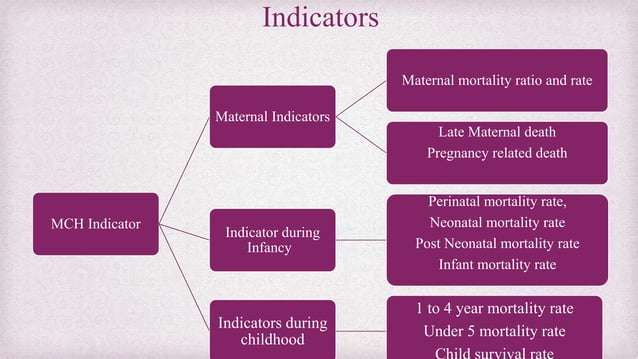 Indicators
MCH Indicator
Maternal Indicators
Maternal mortality ratio and rate
Late Maternal death
Pregnancy related death
Indicator during
Infancy
Perinatal mortality rate,
Neonatal mortality rate
Post Neonatal mortality rate
Infant mortality rate
Indicators during
childhood
1 to 4 year mortality rate
Under 5 mortality rate
Child survival rate